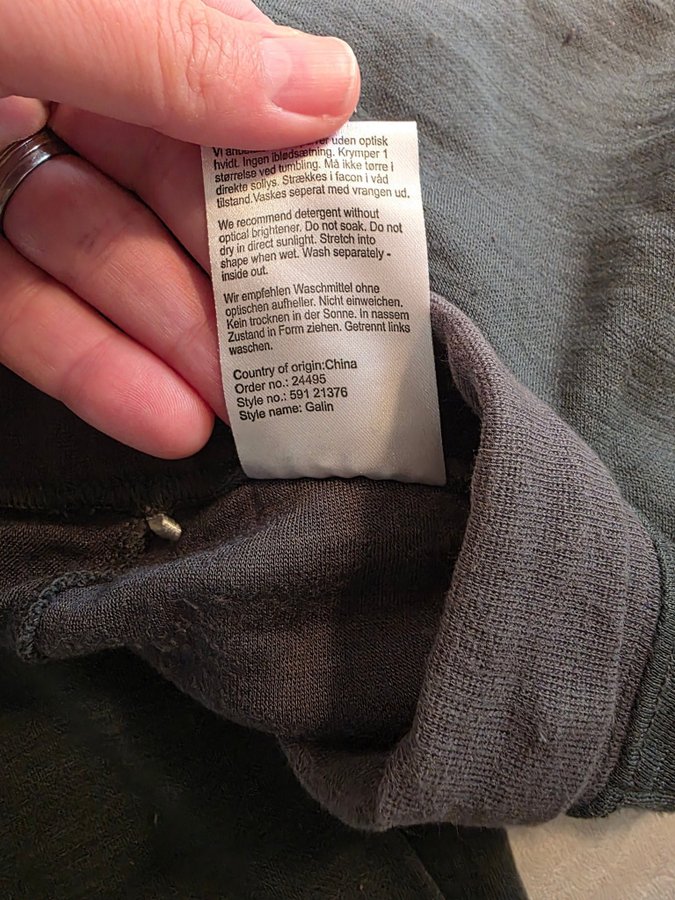 uden optisk
hvidt. Ingen iblødsætning. Krymper 1
størrelse ved tumbling. Må ikke tørre i
direkte sollys. Strækkes i facon i våd
tilstand.Vaskes seperat med vrangen ud.
We recommend detergent without
optical brightener. Do not soak. Do not
dry in direct sunlight. Stretch into
shape when wet. Wash separately -
inside out.
Wir empfehlen Waschmittel ohne
optischen aufheller. Nicht einweichen.
Kein trocknen in der Sonne. In nassem
Zustand in Form ziehen. Getrennt links
waschen.
Country of origin:China
Order no.: 24495
Style no.: 591 21376
Style name: Galin